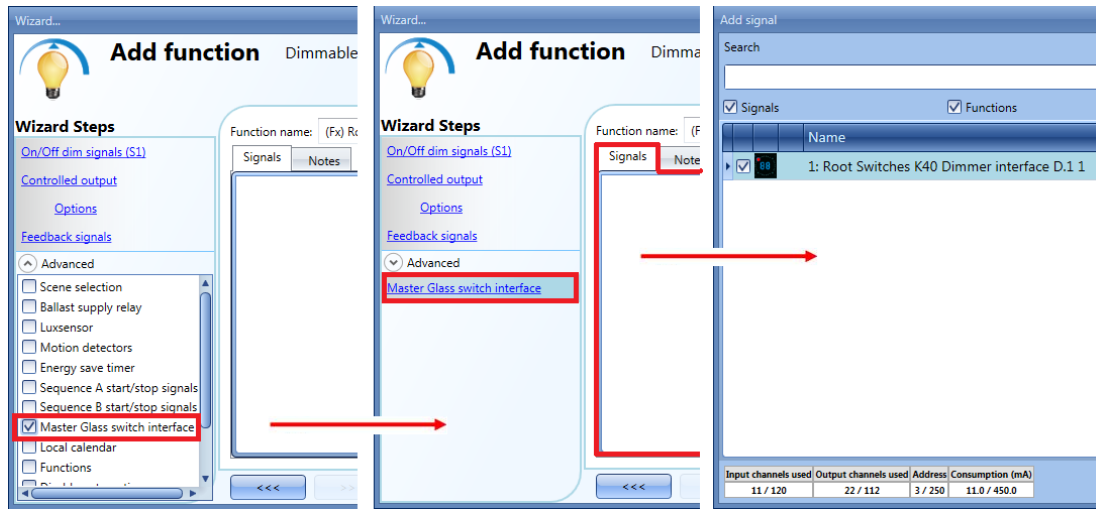 Wizard...
Add function Dimmable
Wizard Steps
On/Off dim signals (S1)
Controlled output
Options
Feedback signals
Advanced
Scene selection
Ballast supply relay
Luxsensor
Motion detectors
Energy save timer
Sequence A start/stop signals
Sequence B start/stop signals
Master Glass switch interface
Local calendar
Functions
Function name: (Fx) Ro
Signals Notes
<<< >>
Wizard...
Add function Dimma
Wizard Steps
On/Off dim signals (S1)
Controlled output
Options
Feedback signals
Advanced
Master Glass switch interface
Function name: (F
Signals Note
<<<
Add signal
Search
Signals Functions
Name
1: Root Switches K40 Dimmer interface D.1 1
Input channels used Output channels used Address Consumption (mA)
11 / 120 22 / 112 3 / 250 11.0 / 450.0